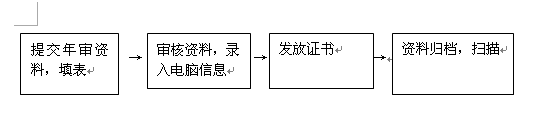 提交年审资
料，填表
审核资料，录
入电脑信息
发放证书
资料归档，扫描